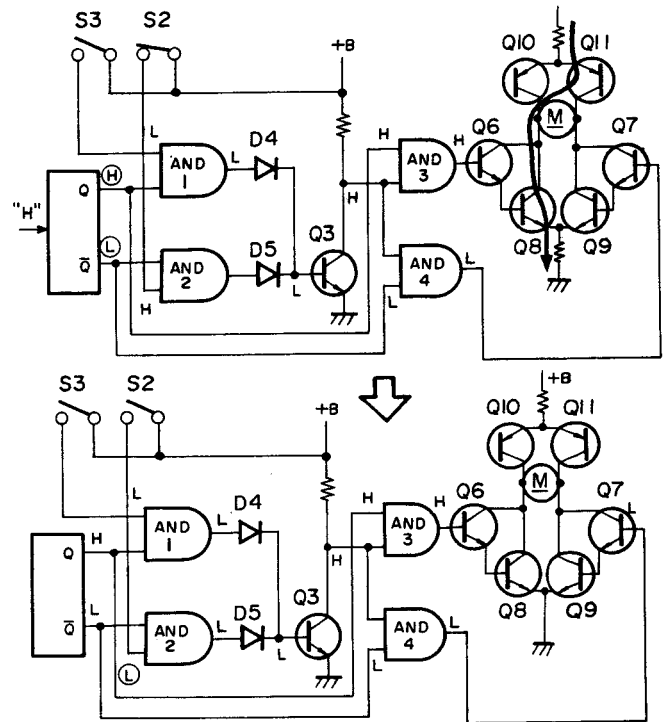 S3 S2
Q10 Q11
+B
L D4 H Q6 H Q7
AND 1 L AND 3 M
"H" Q H
Q3 H
Q̅ L D5 Q8 Q9
AND 2 L AND 4 L
H L
S3 S2 +B
+B Q10 Q11
L D4 H Q6 M Q7
H AND 1 L AND 3 H L
Q
Q3 H
L D5 Q8 Q9
Q̅ AND 2 L L AND 4 L
L L